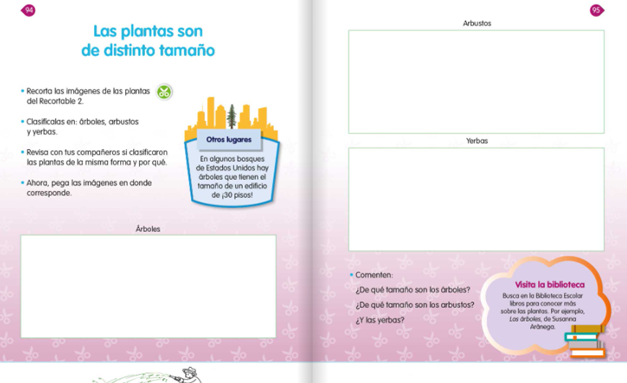 94
Las plantas son
de distinto tamaño
• Recorta las imágenes de las plantas
del Recortable 2.
• Clasifícalas en: árboles, arbustos
y yerbas.
• Revisa con tus compañeros si clasificaron
las plantas de la misma forma y por qué.
• Ahora, pega las imágenes en donde
corresponde.
Otros lugares
En algunos bosques
de Estados Unidos hay
árboles que tienen el
tamaño de un edificio
de ¡30 pisos!
Árboles
95
Arbustos
Yerbas
• Comenten:
¿De qué tamaño son los árboles?
¿De qué tamaño son los arbustos?
¿Y las yerbas?
Visita la biblioteca
Busca en la Biblioteca Escolar
libros para conocer más
sobre las plantas. Por ejemplo,
Los árboles, de Susanna
Arànega.